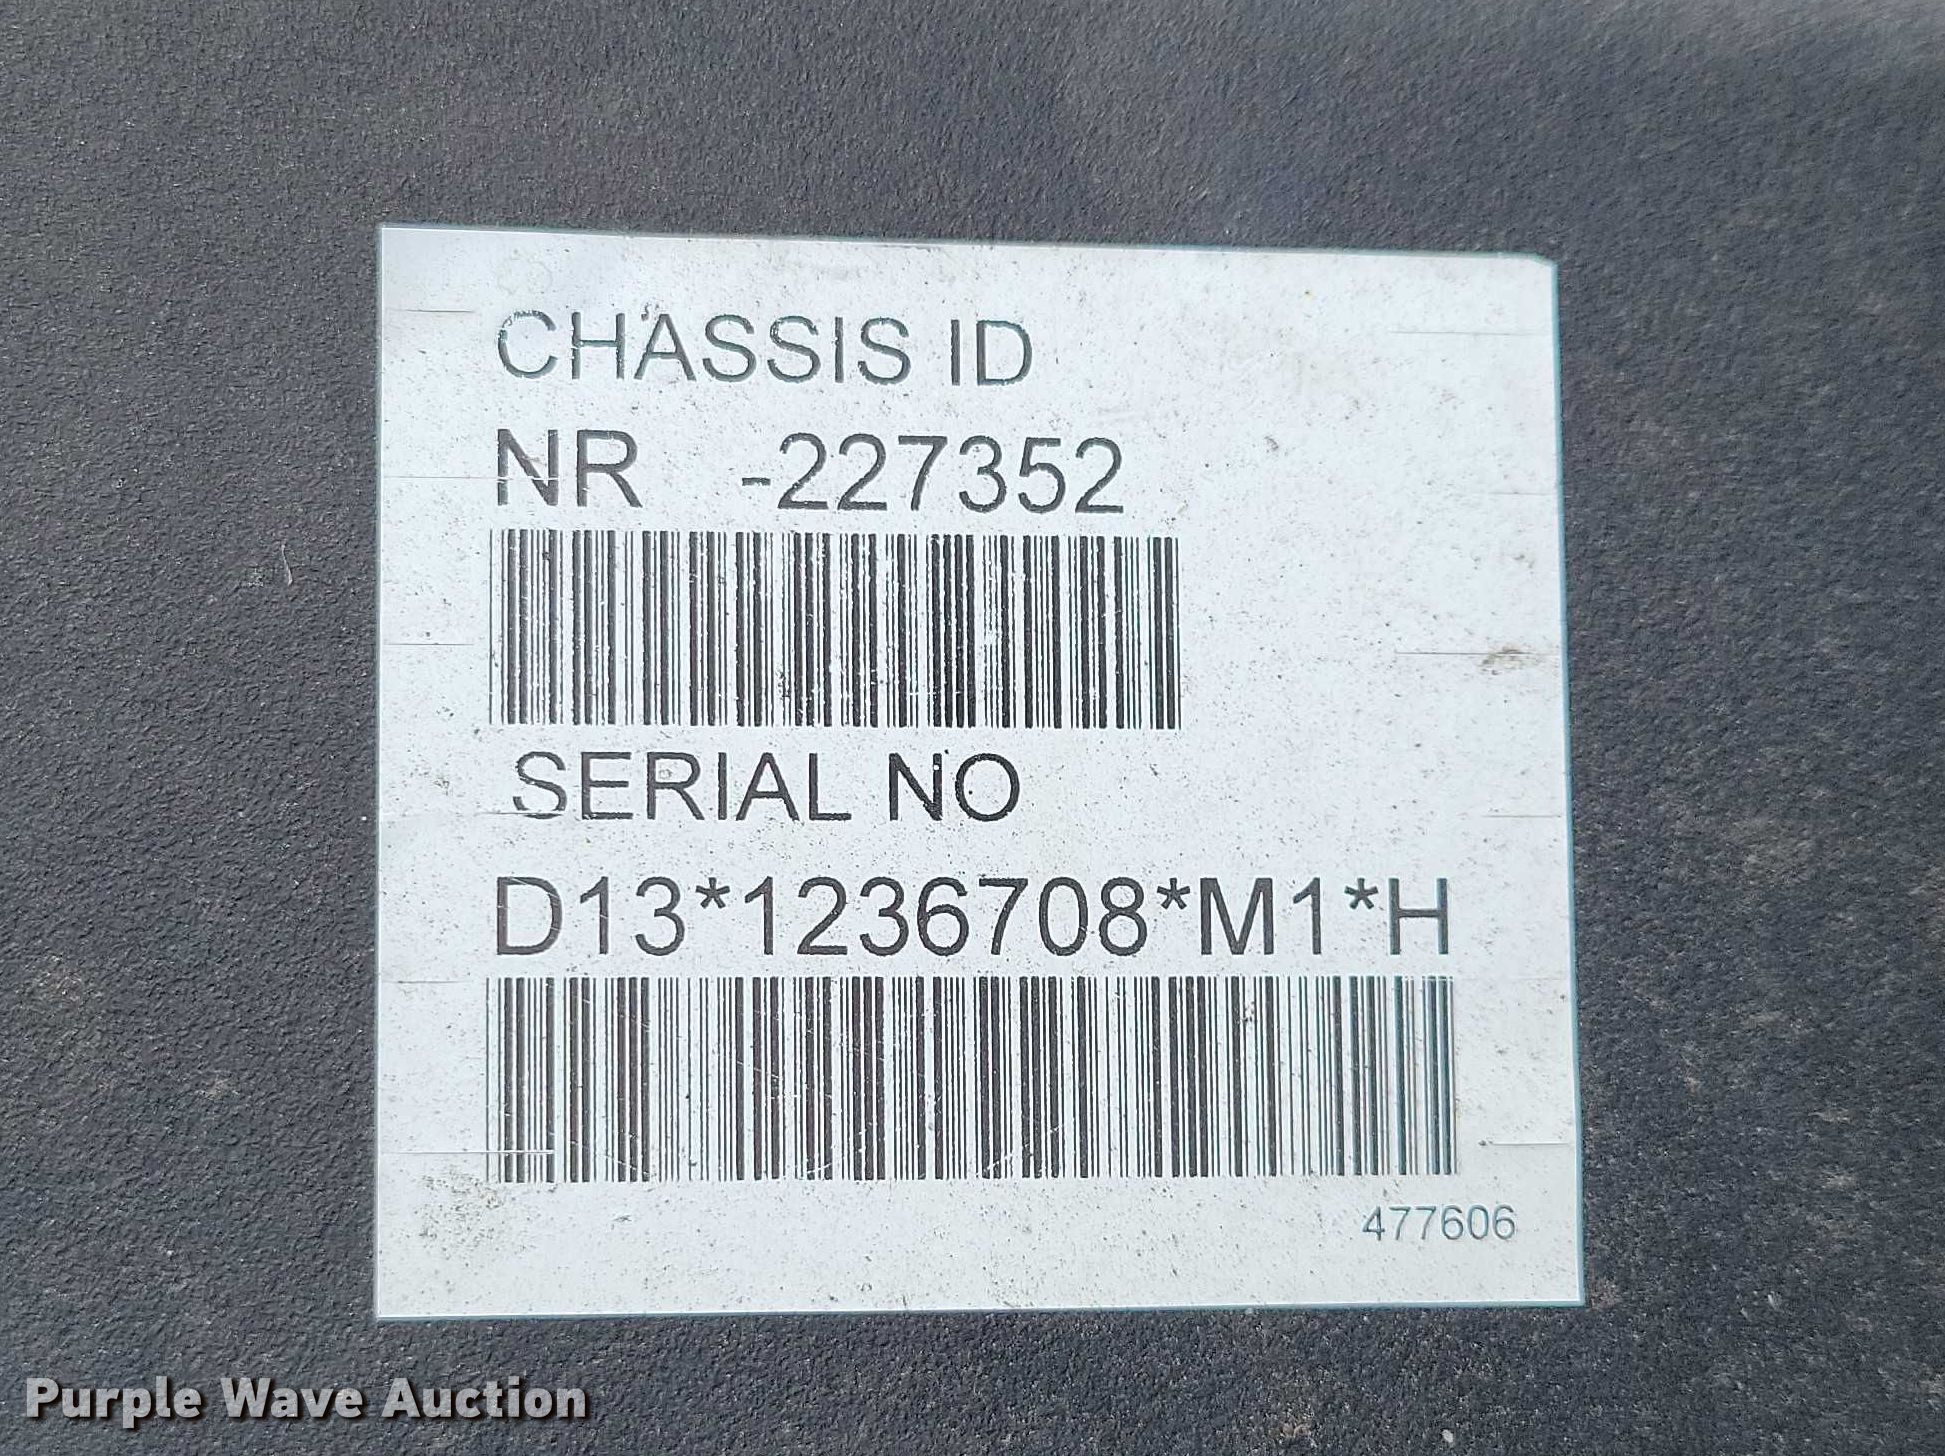 CHASSIS ID
NR -227352
SERIAL NO
D13*1236708*M1*H
477606
Purple Wave Auction